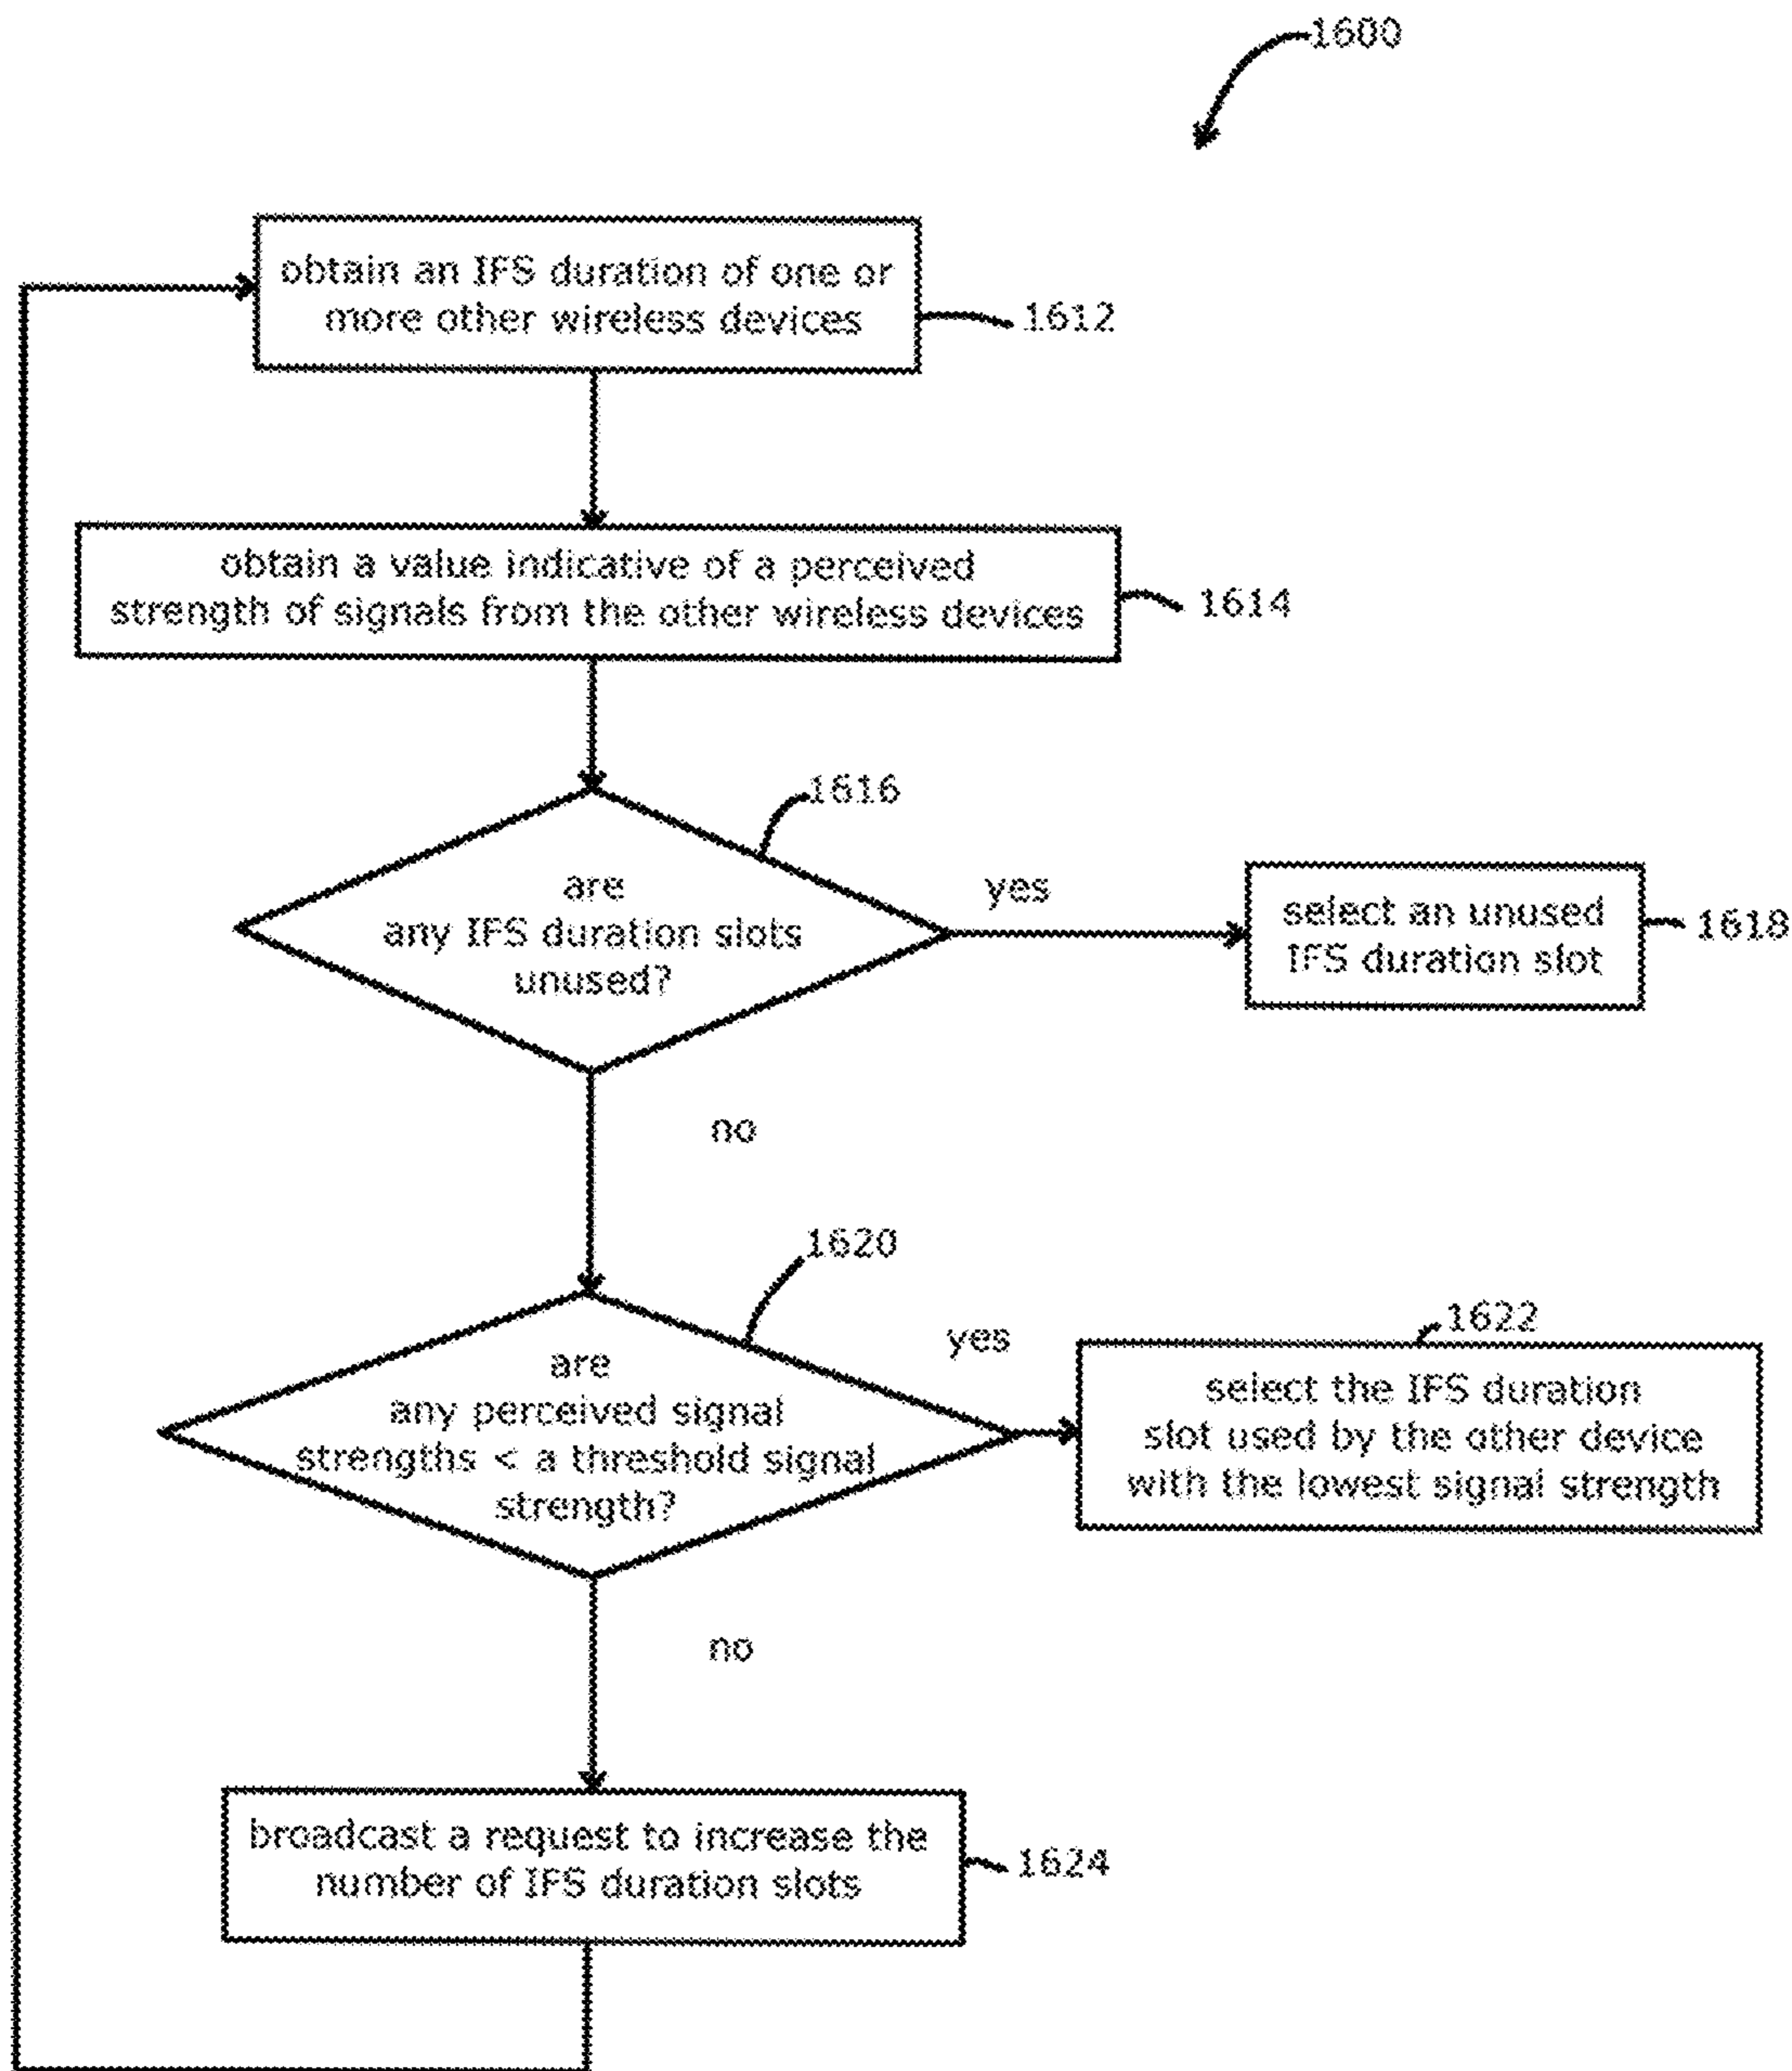 1600
obtain an IFS duration of one or
more other wireless devices
1612
obtain a value indicative of a perceived
strength of signals from the other wireless devices
1614
1616
are
any IFS duration slots
unused?
yes
select an unused
IFS duration slot
1618
no
1620
are
any perceived signal
strengths < a threshold signal
strength?
yes
1622
select the IFS duration
slot used by the other device
with the lowest signal strength
no
broadcast a request to increase the
number of IFS duration slots
1624